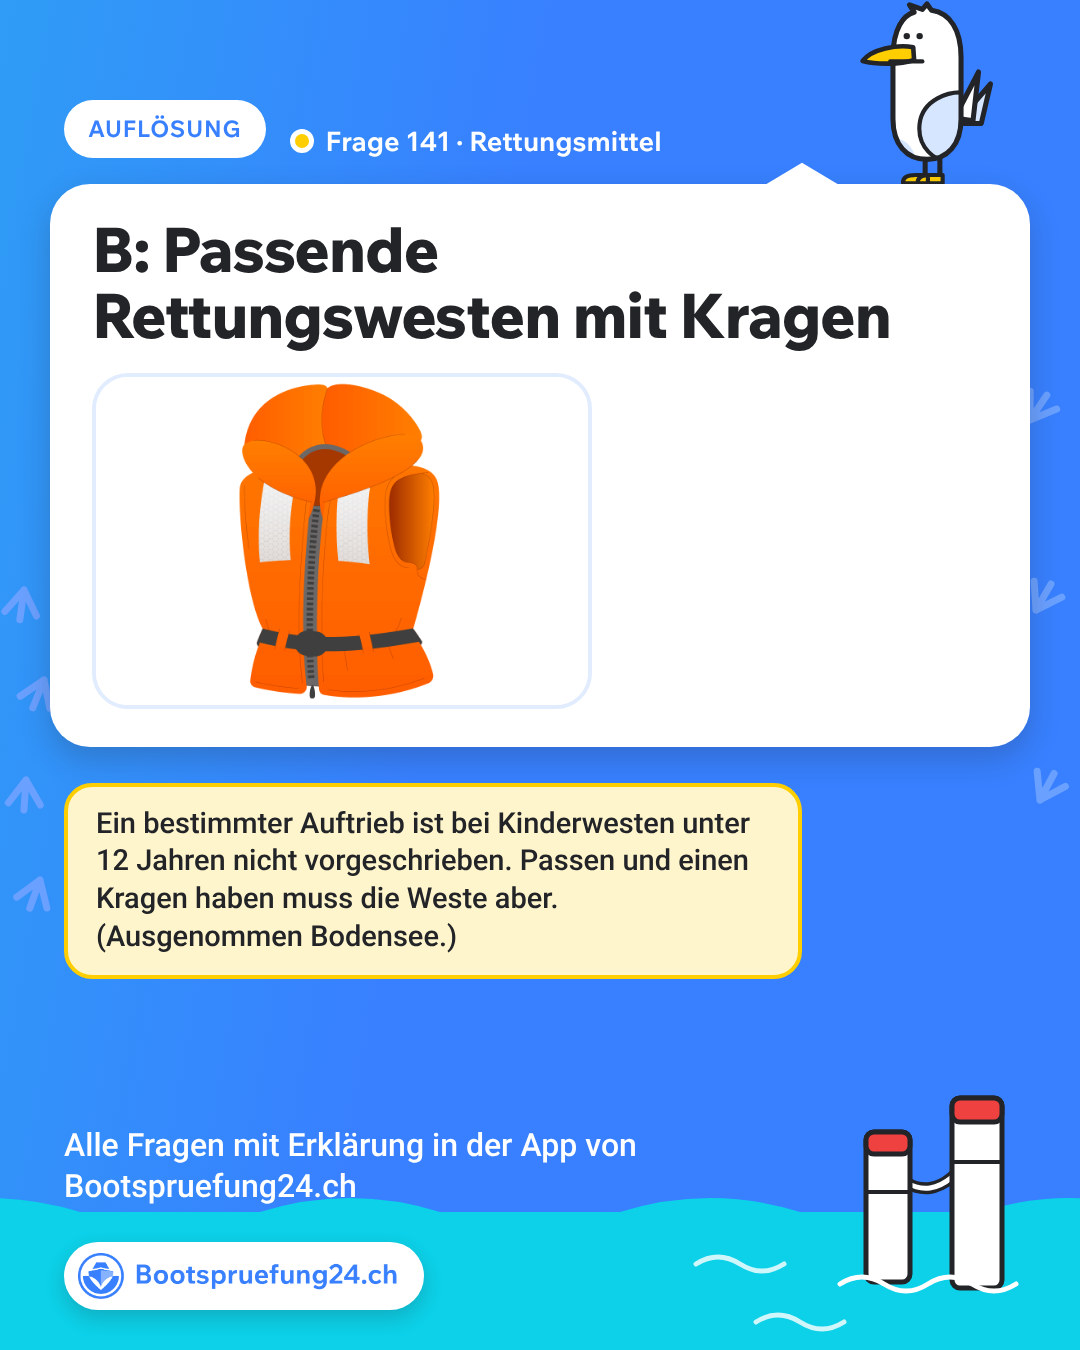 AUFLÖSUNG
Frage 141 · Rettungsmittel
B: Passende
Rettungswesten mit Kragen
Ein bestimmter Auftrieb ist bei Kinderwesten unter
12 Jahren nicht vorgeschrieben. Passen und einen
Kragen haben muss die Weste aber.
(Ausgenommen Bodensee.)
Alle Fragen mit Erklärung in der App von
Bootspruefung24.ch
Bootspruefung24.ch